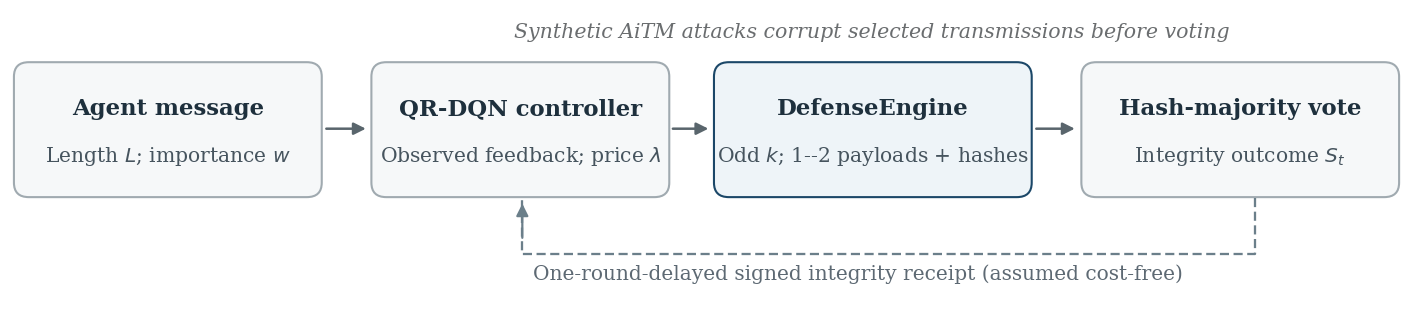 Synthetic AiTM attacks corrupt selected transmissions before voting
Agent message
Length L; importance w
QR-DQN controller
Observed feedback; price λ
DefenseEngine
Odd k; 1--2 payloads + hashes
Hash-majority vote
Integrity outcome Sₜ
One-round-delayed signed integrity receipt (assumed cost-free)